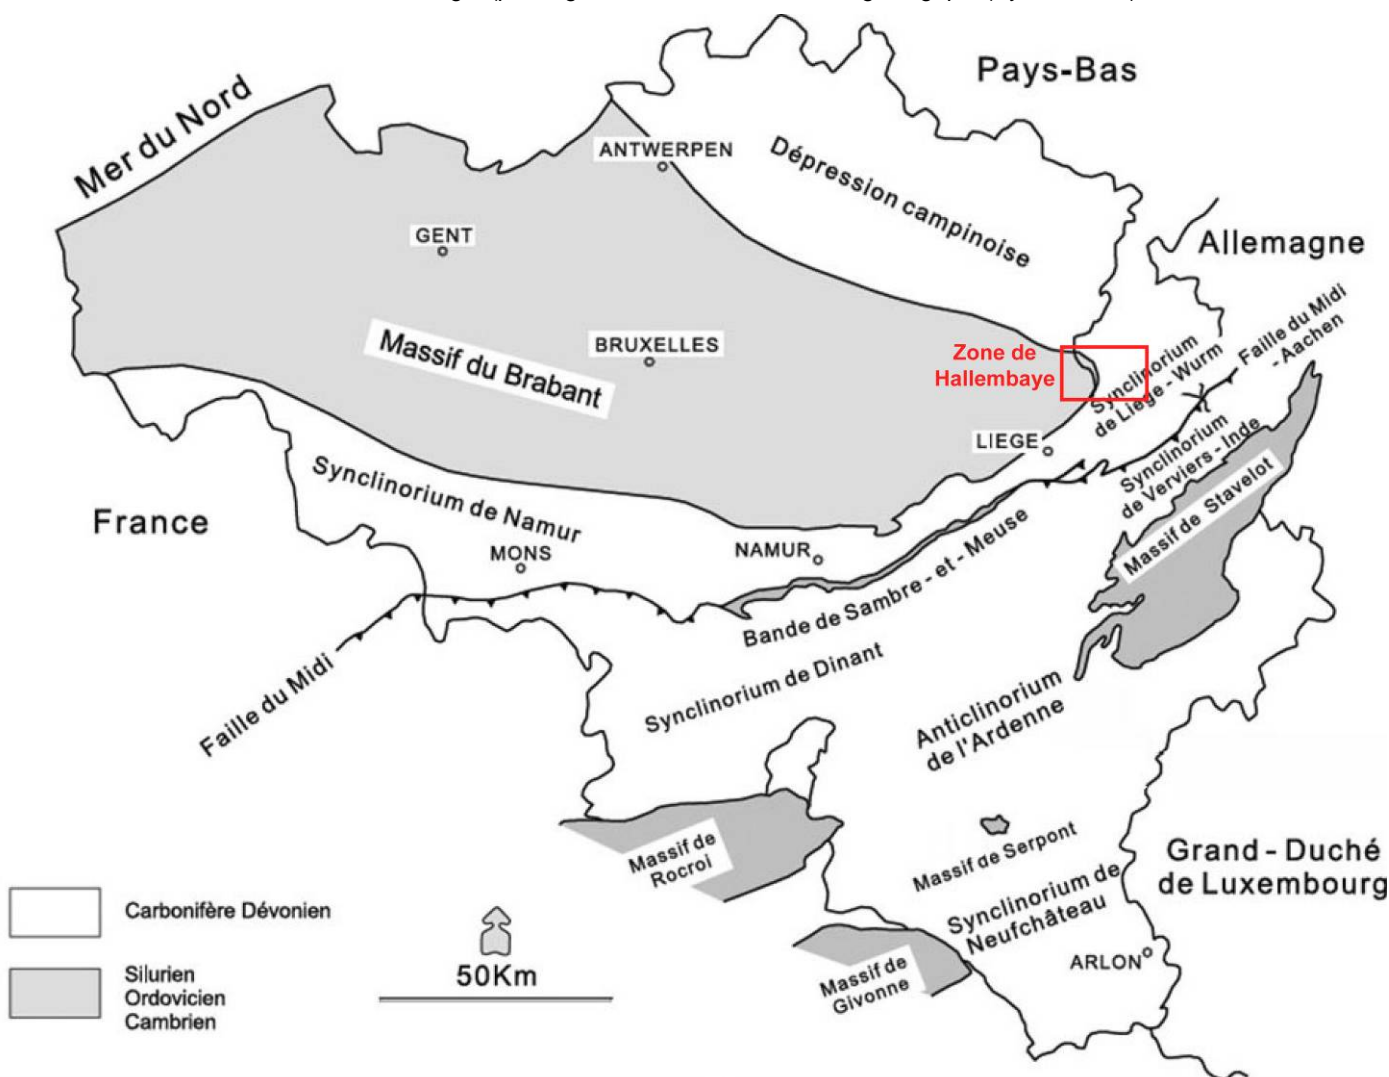 Mer du Nord
Pays-Bas
ANTWERPEN
Dépression campinoise
GENT
Allemagne
Massif du Brabant
BRUXELLES
Zone de
Hallembaye
Synclinorium
de Liège - Wurm
Faille du Midi
- Aachen
LIEGE
Synclinorium
de Verviers - Inde
Massif de Stavelot
Synclinorium de Namur
France
MONS
NAMUR
Bande de Sambre - et - Meuse
Faille du Midi
Synclinorium de Dinant
Anticlinorium
de l'Ardenne
Massif de
Rocroi
Massif de Serpont
Grand - Duché
de Luxembourg
Synclinorium de
Neufchâteau
ARLON
Massif de
Givonne
Carbonifère Dévonien
Silurien
Ordovicien
Cambrien
50Km